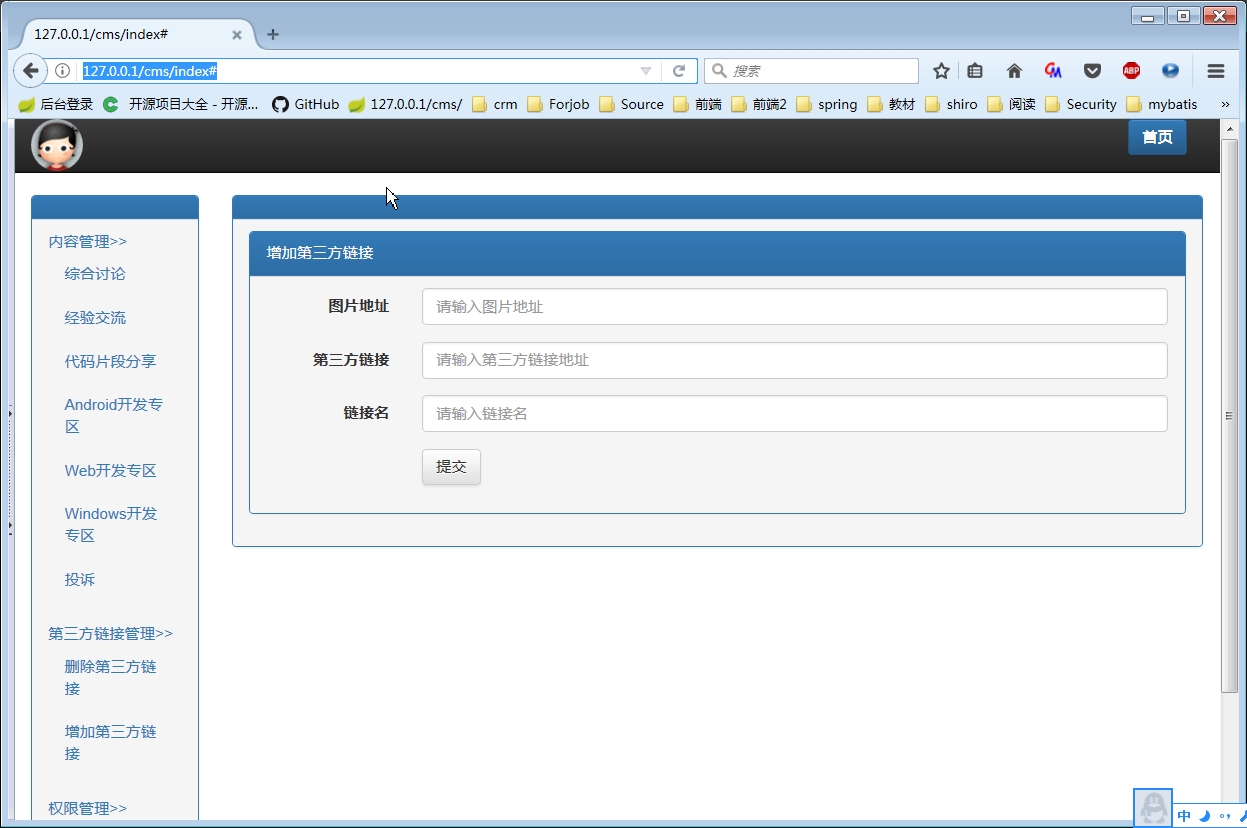 127.0.0.1/cms/index#
127.0.0.1/cms/index#
搜索
ABP
后台登录 开源项目大全 - 开源... GitHub 127.0.0.1/cms/ crm Forjob Source 前端 前端2 spring 教材 shiro 阅读 Security mybatis »
首页
内容管理>>
综合讨论
经验交流
代码片段分享
Android开发专
区
Web开发专区
Windows开发
专区
投诉
第三方链接管理>>
删除第三方链
接
增加第三方链
接
权限管理>>
增加第三方链接
图片地址 请输入图片地址
第三方链接 请输入第三方链接地址
链接名 请输入链接名
提交
中